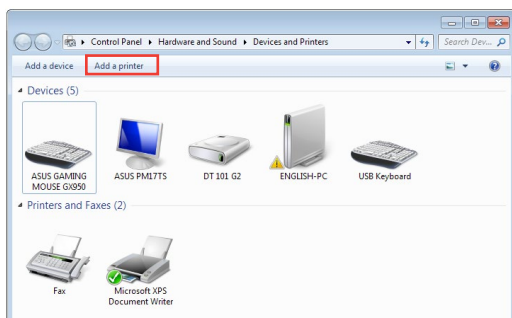 Control Panel ▸ Hardware and Sound ▸ Devices and Printers
Search Dev...
Add a device
Add a printer
Devices (5)
ASUS GAMING
MOUSE GX950
ASUS PM17TS
DT 101 G2
ENGLISH-PC
USB Keyboard
Printers and Faxes (2)
Fax
Microsoft XPS
Document Writer